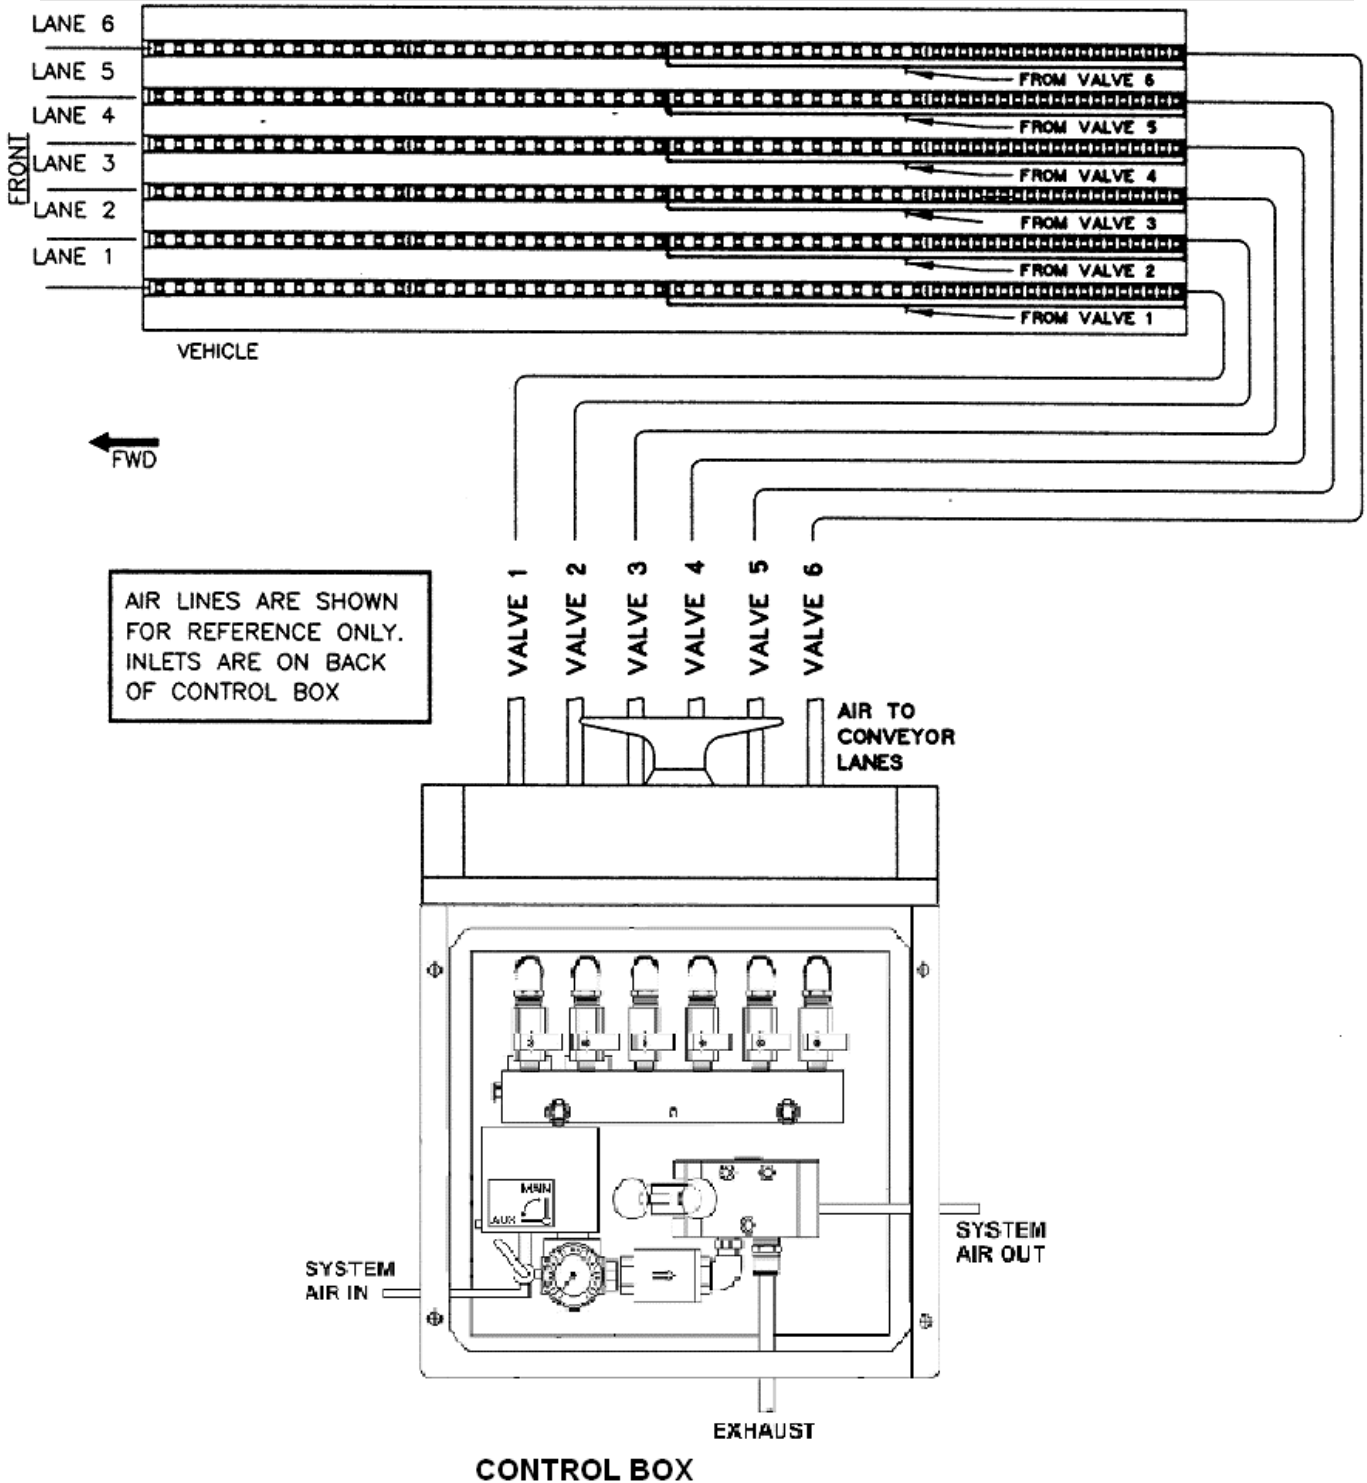 LANE 6
LANE 5
LANE 4
LANE 3
LANE 2
LANE 1
FRONT
FROM VALVE 6
FROM VALVE 5
FROM VALVE 4
FROM VALVE 3
FROM VALVE 2
FROM VALVE 1
VEHICLE
FWD
AIR LINES ARE SHOWN
FOR REFERENCE ONLY.
INLETS ARE ON BACK
OF CONTROL BOX
VALVE 1
VALVE 2
VALVE 3
VALVE 4
VALVE 5
VALVE 6
AIR TO
CONVEYOR
LANES
MAIN
AUX
SYSTEM
AIR IN
SYSTEM
AIR OUT
EXHAUST
CONTROL BOX